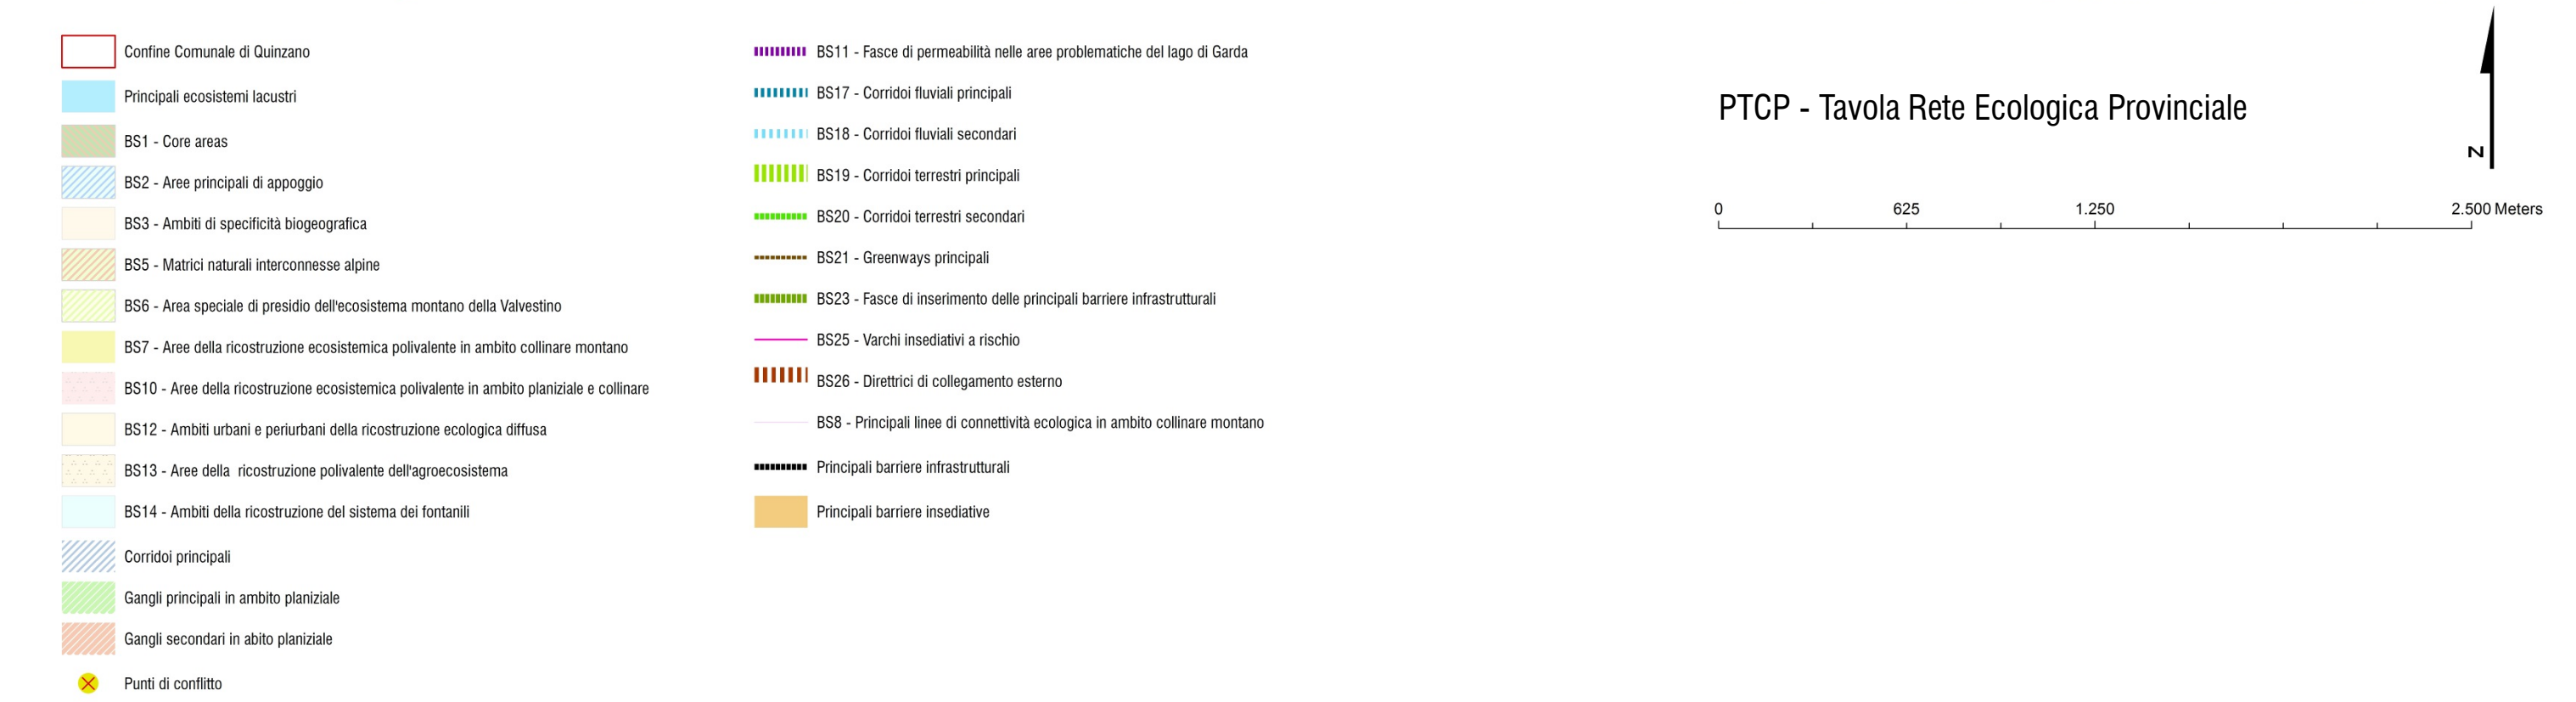 Confine Comunale di Quinzano
Principali ecosistemi lacustri
BS1 - Core areas
BS2 - Aree principali di appoggio
BS3 - Ambiti di specificità biogeografica
BS5 - Matrici naturali interconnesse alpine
BS6 - Area speciale di presidio dell'ecosistema montano della Valvestino
BS7 - Aree della ricostruzione ecosistemica polivalente in ambito collinare montano
BS10 - Aree della ricostruzione ecosistemica polivalente in ambito planiziale e collinare
BS12 - Ambiti urbani e periurbani della ricostruzione ecologica diffusa
BS13 - Aree della  ricostruzione polivalente dell'agroecosistema
BS14 - Ambiti della ricostruzione del sistema dei fontanili
Corridoi principali
Gangli principali in ambito planiziale
Gangli secondari in abito planiziale
Punti di conflitto
BS11 - Fasce di permeabilità nelle aree problematiche del lago di Garda
BS17 - Corridoi fluviali principali
BS18 - Corridoi fluviali secondari
BS19 - Corridoi terrestri principali
BS20 - Corridoi terrestri secondari
BS21 - Greenways principali
BS23 - Fasce di inserimento delle principali barriere infrastrutturali
BS25 - Varchi insediativi a rischio
BS26 - Direttrici di collegamento esterno
BS8 - Principali linee di connettività ecologica in ambito collinare montano
Principali barriere infrastrutturali
Principali barriere insediative
PTCP - Tavola Rete Ecologica Provinciale
N
0 625 1.250 2.500 Meters